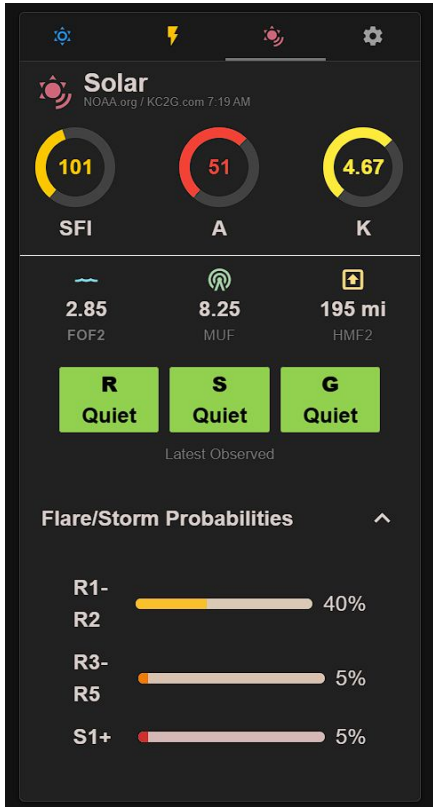 Solar
NOAA.org / KC2G.com 7:19 AM
101 51 4.67
SFI A K
2.85 8.25 195 mi
FOF2 MUF HMF2
R S G
Quiet Quiet Quiet
Latest Observed
Flare/Storm Probabilities
R1-
R2 40%
R3-
R5 5%
S1+ 5%